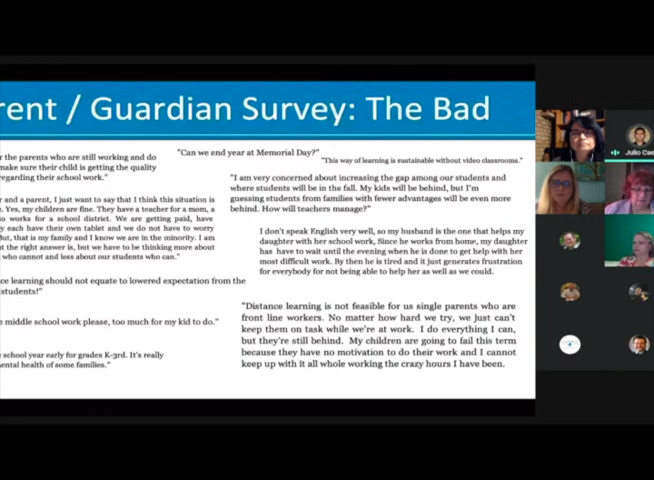 rent / Guardian Survey: The Bad
r the parents who are still working and do
make sure their child is getting the quality
regarding their school work."
"Can we end year at Memorial Day?"
"This way of learning is sustainable without video classrooms."
r and a parent, I just want to say that I think this situation is
e. Yes, my children are fine. They have a teacher for a mom, a
o works for a school district. We are getting paid, have
y each have their own tablet and we do not have to worry
But, that is my family and I know we are in the minority. I am
t the right answer is, but we have to be thinking more about
who cannot and less about our students who can."
"I am very concerned about increasing the gap among our students and
where students will be in the fall. My kids will be behind, but I'm
guessing students from families with fewer advantages will be even more
behind. How will teachers manage?"
I don't speak English very well, so my husband is the one that helps my
daughter with her school work, Since he works from home, my daughter
has have to wait until the evening when he is done to get help with her
most difficult work. By then he is tired and it just generates frustration
for everybody for not being able to help her as well as we could.
ce learning should not equate to lowered expectation from the
students!"
e middle school work please, too much for my kid to do."
school year early for grades K-3rd. It's really
ental health of some families."
"Distance learning is not feasible for us single parents who are
front line workers. No matter how hard we try, we just can't
keep them on task while we're at work. I do everything I can,
but they're still behind. My children are going to fail this term
because they have no motivation to do their work and I cannot
keep up with it all whole working the crazy hours I have been.
Julio Cae